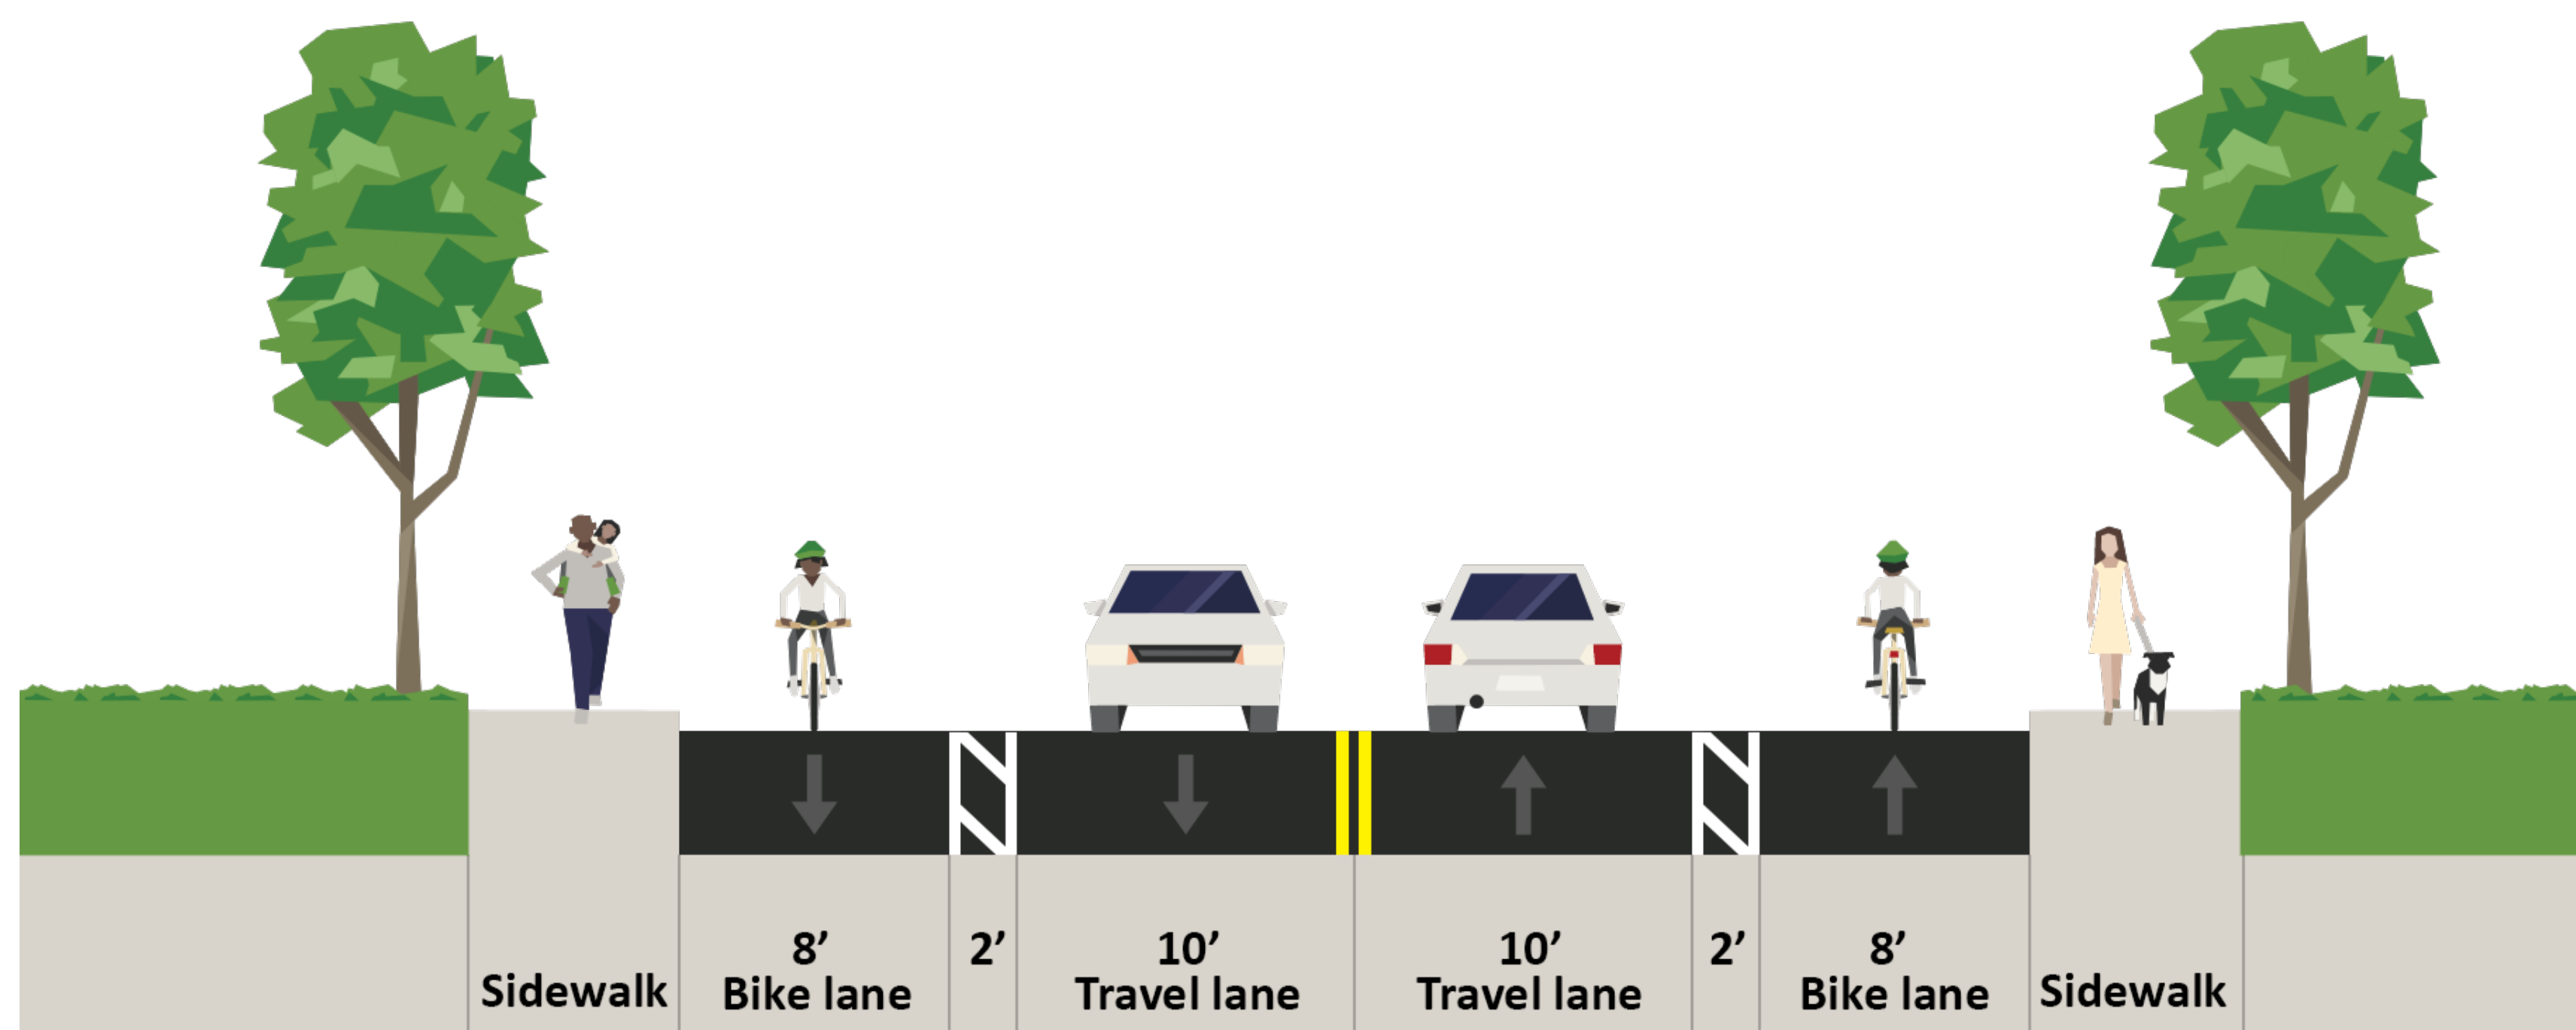 Sidewalk
8’
Bike lane
2’
10’
Travel lane
10’
Travel lane
2’
8’
Bike lane
Sidewalk